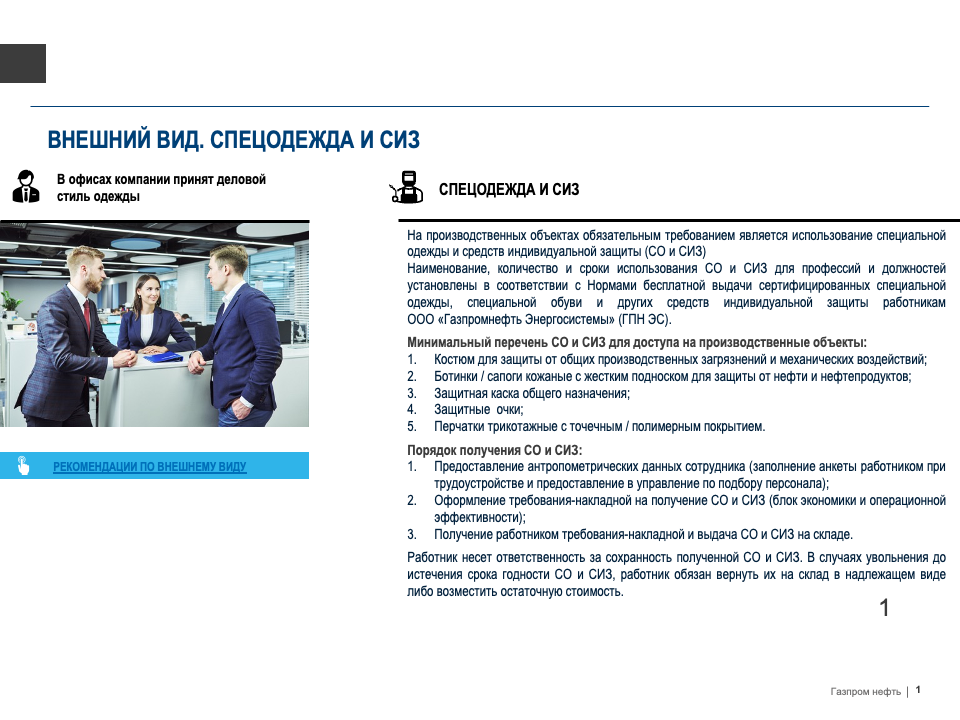 ВНЕШНИЙ ВИД. СПЕЦОДЕЖДА И СИЗ
В офисах компании принят деловой
стиль одежды
РЕКОМЕНДАЦИИ ПО ВНЕШНЕМУ ВИДУ
СПЕЦОДЕЖДА И СИЗ
На производственных объектах обязательным требованием является использование специальной
одежды и средств индивидуальной защиты (СО и СИЗ)
Наименование, количество и сроки использования СО и СИЗ для профессий и должностей
установлены в соответствии с Нормами бесплатной выдачи сертифицированных специальной
одежды, специальной обуви и других средств индивидуальной защиты работникам
ООО «Газпромнефть Энергосистемы» (ГПН ЭС).
Минимальный перечень СО и СИЗ для доступа на производственные объекты:
1. Костюм для защиты от общих производственных загрязнений и механических воздействий;
2. Ботинки / сапоги кожаные с жестким подноском для защиты от нефти и нефтепродуктов;
3. Защитная каска общего назначения;
4. Защитные очки;
5. Перчатки трикотажные с точечным / полимерным покрытием.
Порядок получения СО и СИЗ:
1. Предоставление антропометрических данных сотрудника (заполнение анкеты работником при
трудоустройстве и предоставление в управление по подбору персонала);
2. Оформление требования-накладной на получение СО и СИЗ (блок экономики и операционной
эффективности);
3. Получение работником требования-накладной и выдача СО и СИЗ на складе.
Работник несет ответственность за сохранность полученной СО и СИЗ. В случаях увольнения до
истечения срока годности СО и СИЗ, работник обязан вернуть их на склад в надлежащем виде
либо возместить остаточную стоимость.
1
Газпром нефть | 1